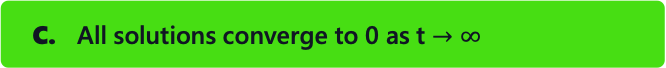 C. All solutions converge to 0 as t → ∞